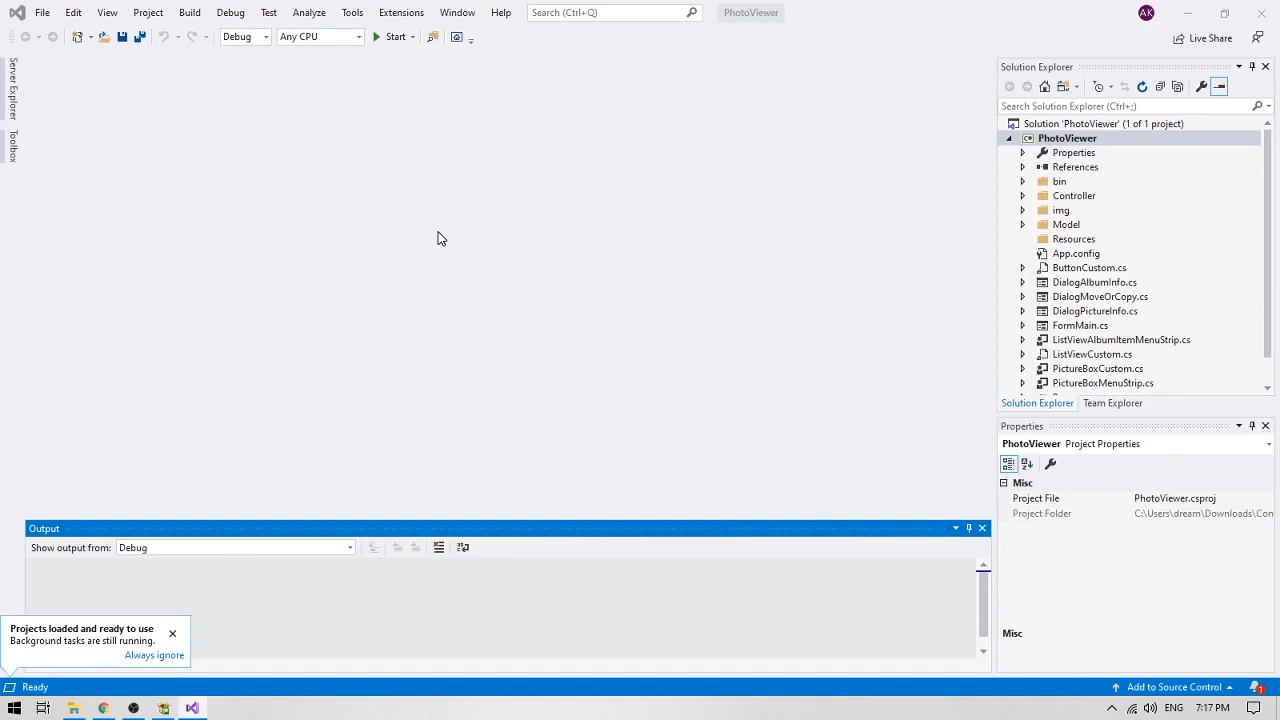 File Edit View Project Build Debug Test Analyze Tools Extensions Window Help Search (Ctrl+Q) PhotoViewer AK
Debug Any CPU Start Live Share
Server Explorer
Toolbox
Solution Explorer
Search Solution Explorer (Ctrl+;)
Solution 'PhotoViewer' (1 of 1 project)
PhotoViewer
Properties
References
bin
Controller
img
Model
Resources
App.config
ButtonCustom.cs
DialogAlbumInfo.cs
DialogMoveOrCopy.cs
DialogPictureInfo.cs
FormMain.cs
ListViewAlbumItemMenuStrip.cs
ListViewCustom.cs
PictureBoxCustom.cs
PictureBoxMenuStrip.cs
Solution Explorer Team Explorer
Properties
PhotoViewer Project Properties
Misc
Project File PhotoViewer.csproj
Project Folder C:\Users\dream\Downloads\Con
Misc
Output
Show output from: Debug
Projects loaded and ready to use
Background tasks are still running.
Always ignore
Ready Add to Source Control 1
ENG 7:17 PM